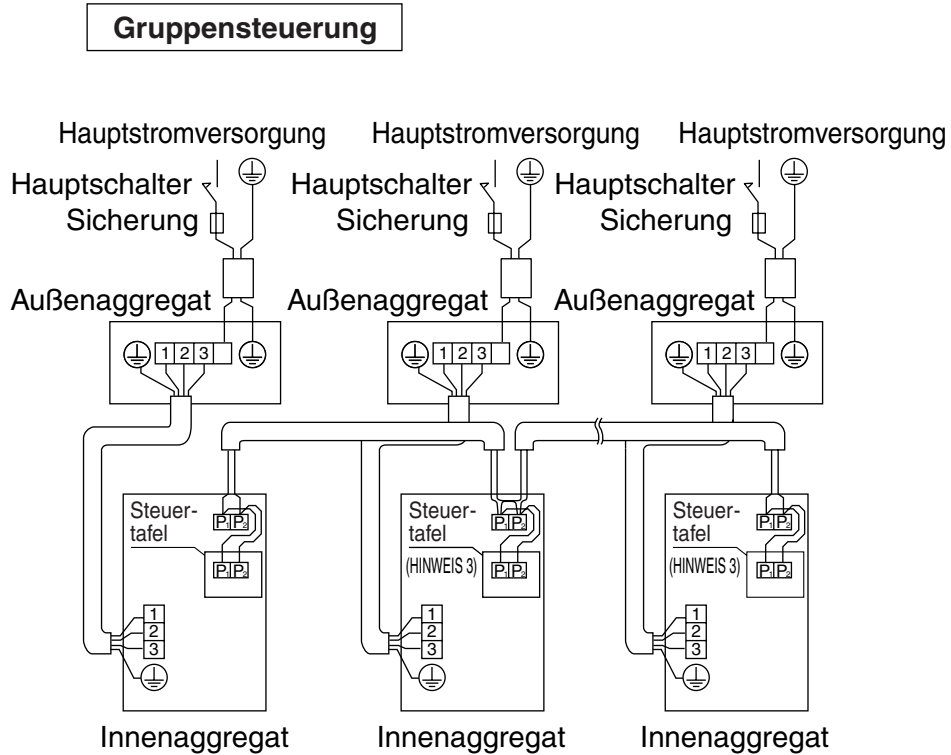 Gruppensteuerung
Hauptstromversorgung Hauptstromversorgung Hauptstromversorgung
Hauptschalter Hauptschalter Hauptschalter
Sicherung Sicherung Sicherung
Außenaggregat Außenaggregat Außenaggregat
1 2 3 1 2 3 1 2 3
Steuer- P1 P2 Steuer- P1 P2 Steuer- P1 P2
tafel tafel tafel
(HINWEIS 3) (HINWEIS 3)
P1 P2 P1 P2 P1 P2
1 1 1
2 2 2
3 3 3
Innenaggregat Innenaggregat Innenaggregat